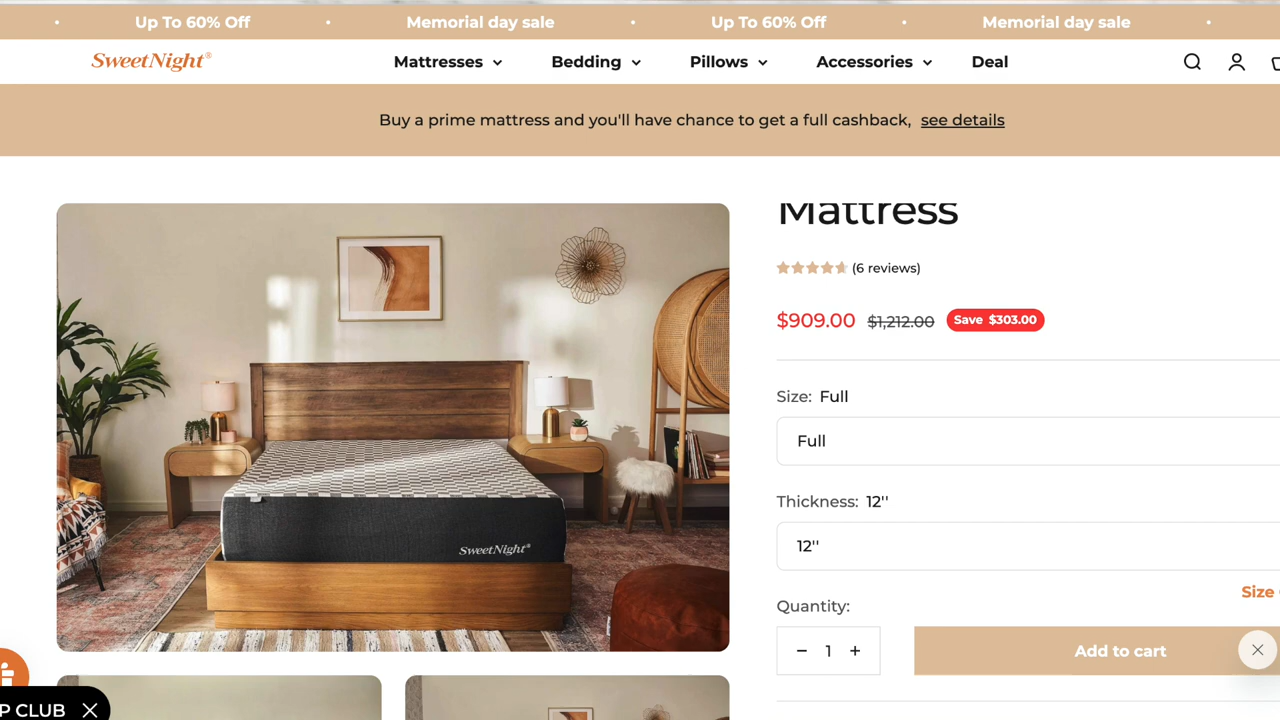 Up To 60% Off
Memorial day sale
Up To 60% Off
Memorial day sale
SweetNight®
Mattresses
Bedding
Pillows
Accessories
Deal
Buy a prime mattress and you'll have chance to get a full cashback, see details
Mattress
(6 reviews)
$909.00 $1,212.00 Save $303.00
Size: Full
Full
Thickness: 12''
12''
Size
Quantity:
− 1 +
Add to cart
SweetNight®
P CLUB